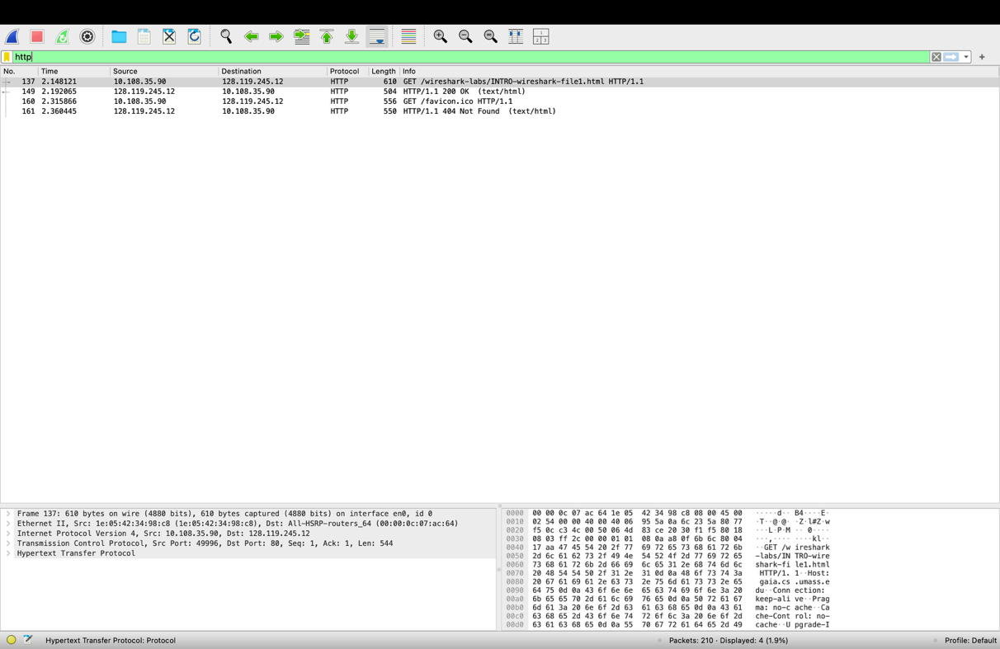 http
No. Time Source Destination Protocol Length Info
137 2.148121 10.108.35.90 128.119.245.12 HTTP 610 GET /wireshark-labs/INTRO-wireshark-file1.html HTTP/1.1
149 2.192065 128.119.245.12 10.108.35.90 HTTP 504 HTTP/1.1 200 OK  (text/html)
160 2.315866 10.108.35.90 128.119.245.12 HTTP 556 GET /favicon.ico HTTP/1.1
161 2.360445 128.119.245.12 10.108.35.90 HTTP 550 HTTP/1.1 404 Not Found  (text/html)
Frame 137: 610 bytes on wire (4880 bits), 610 bytes captured (4880 bits) on interface en0, id 0
Ethernet II, Src: 1e:05:42:34:98:c8 (1e:05:42:34:98:c8), Dst: All-HSRP-routers_64 (00:00:0c:07:ac:64)
Internet Protocol Version 4, Src: 10.108.35.90, Dst: 128.119.245.12
Transmission Control Protocol, Src Port: 49996, Dst Port: 80, Seq: 1, Ack: 1, Len: 544
Hypertext Transfer Protocol
0000 00 00 0c 07 ac 64 1e 05 42 34 98 c8 08 00 45 00 ·····d·· B4····E·
0010 02 54 00 00 40 00 40 06 95 5a 0a 6c 23 5a 80 77 ·T··@·@· ·Z·l#Z·w
0020 f5 0c c3 4c 00 50 06 4d 83 ce 20 30 f1 f5 80 18 ···L·P·M ·· 0····
0030 08 03 ff 2c 00 00 01 01 08 0a a8 0f 6b 6c 80 04 ···,···· ····kl··
0040 17 aa 47 45 54 20 2f 77 69 72 65 73 68 61 72 6b ··GET /w ireshark
0050 2d 6c 61 62 73 2f 49 4e 54 52 4f 2d 77 69 72 65 -labs/IN TRO-wire
0060 73 68 61 72 6b 2d 66 69 6c 65 31 2e 68 74 6d 6c shark-fi le1.html
0070 20 48 54 54 50 2f 31 2e 31 0d 0a 48 6f 73 74 3a HTTP/1. 1··Host:
0080 20 67 61 69 61 2e 63 73 2e 75 6d 61 73 73 2e 65 gaia.cs .umass.e
0090 64 75 0d 0a 43 6f 6e 6e 65 63 74 69 6f 6e 3a 20 du··Conn ection:
00a0 6b 65 65 70 2d 61 6c 69 76 65 0d 0a 50 72 61 67 keep-ali ve··Prag
00b0 6d 61 3a 20 6e 6f 2d 63 61 63 68 65 0d 0a 43 61 ma: no-c ache··Ca
00c0 63 68 65 2d 43 6f 6e 74 72 6f 6c 3a 20 6e 6f 2d che-Cont rol: no-
00d0 63 61 63 68 65 0d 0a 55 70 67 72 61 64 65 2d 49 cache··U pgrade-I
Hypertext Transfer Protocol: Protocol
Packets: 210 · Displayed: 4 (1.9%)
Profile: Default